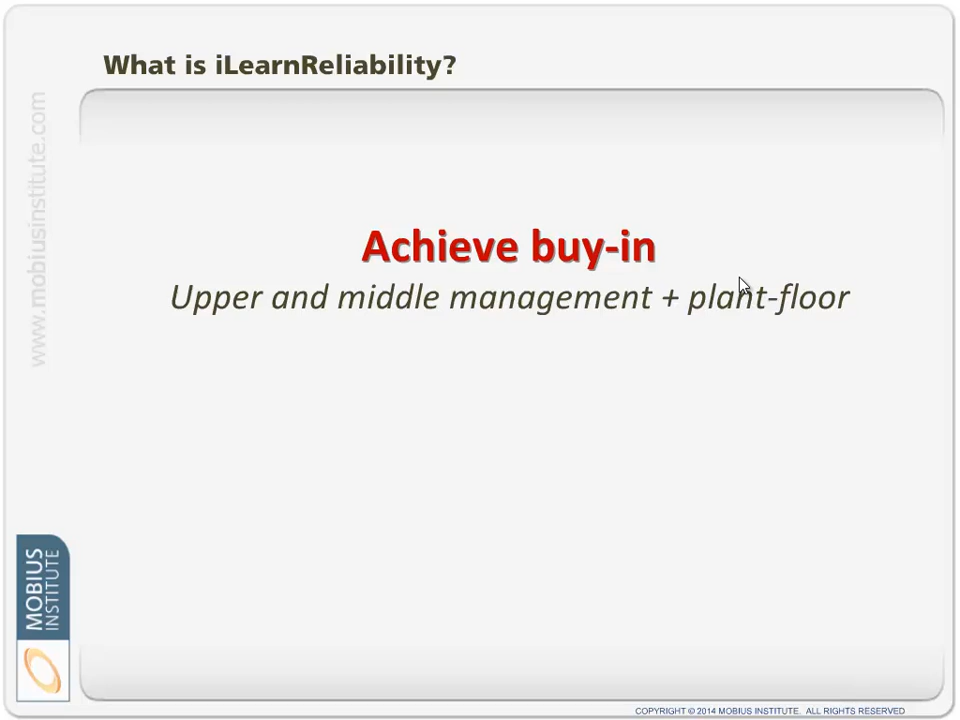 What is iLearnReliability?
www.mobiusinstitute.com
Achieve buy-in
Upper and middle management + plant-floor
MOBIUS
INSTITUTE
COPYRIGHT © 2014 MOBIUS INSTITUTE. ALL RIGHTS RESERVED